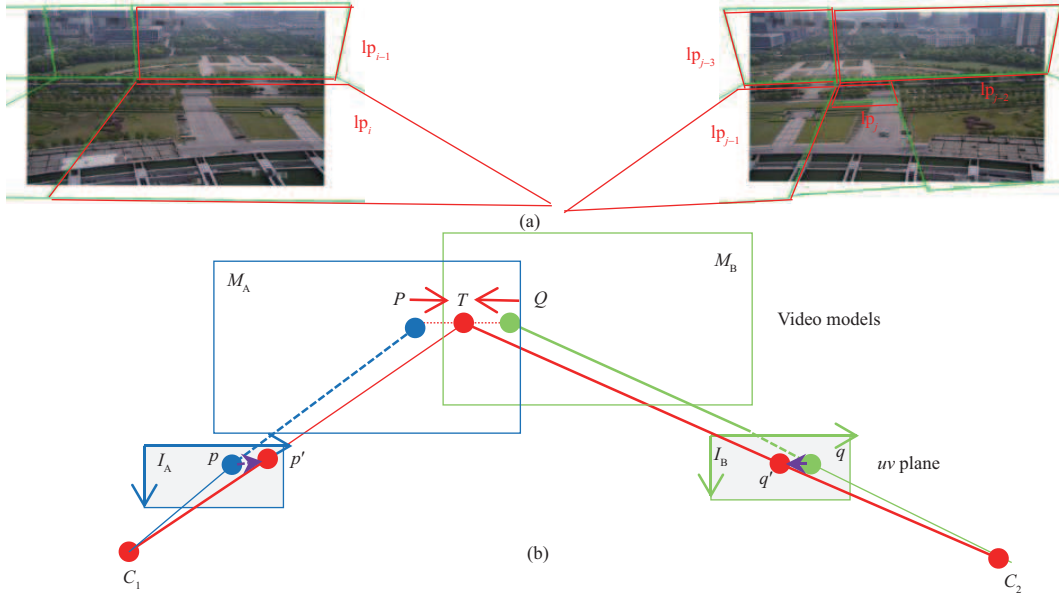 lp_{i−1}
lp_i
lp_{j−3}
lp_{j−2}
lp_j
lp_{j−1}
(a)
M_A
M_B
P
T
Q
Video models
I_A
p
p′
I_B
q
q′
uv plane
C_1
(b)
C_2